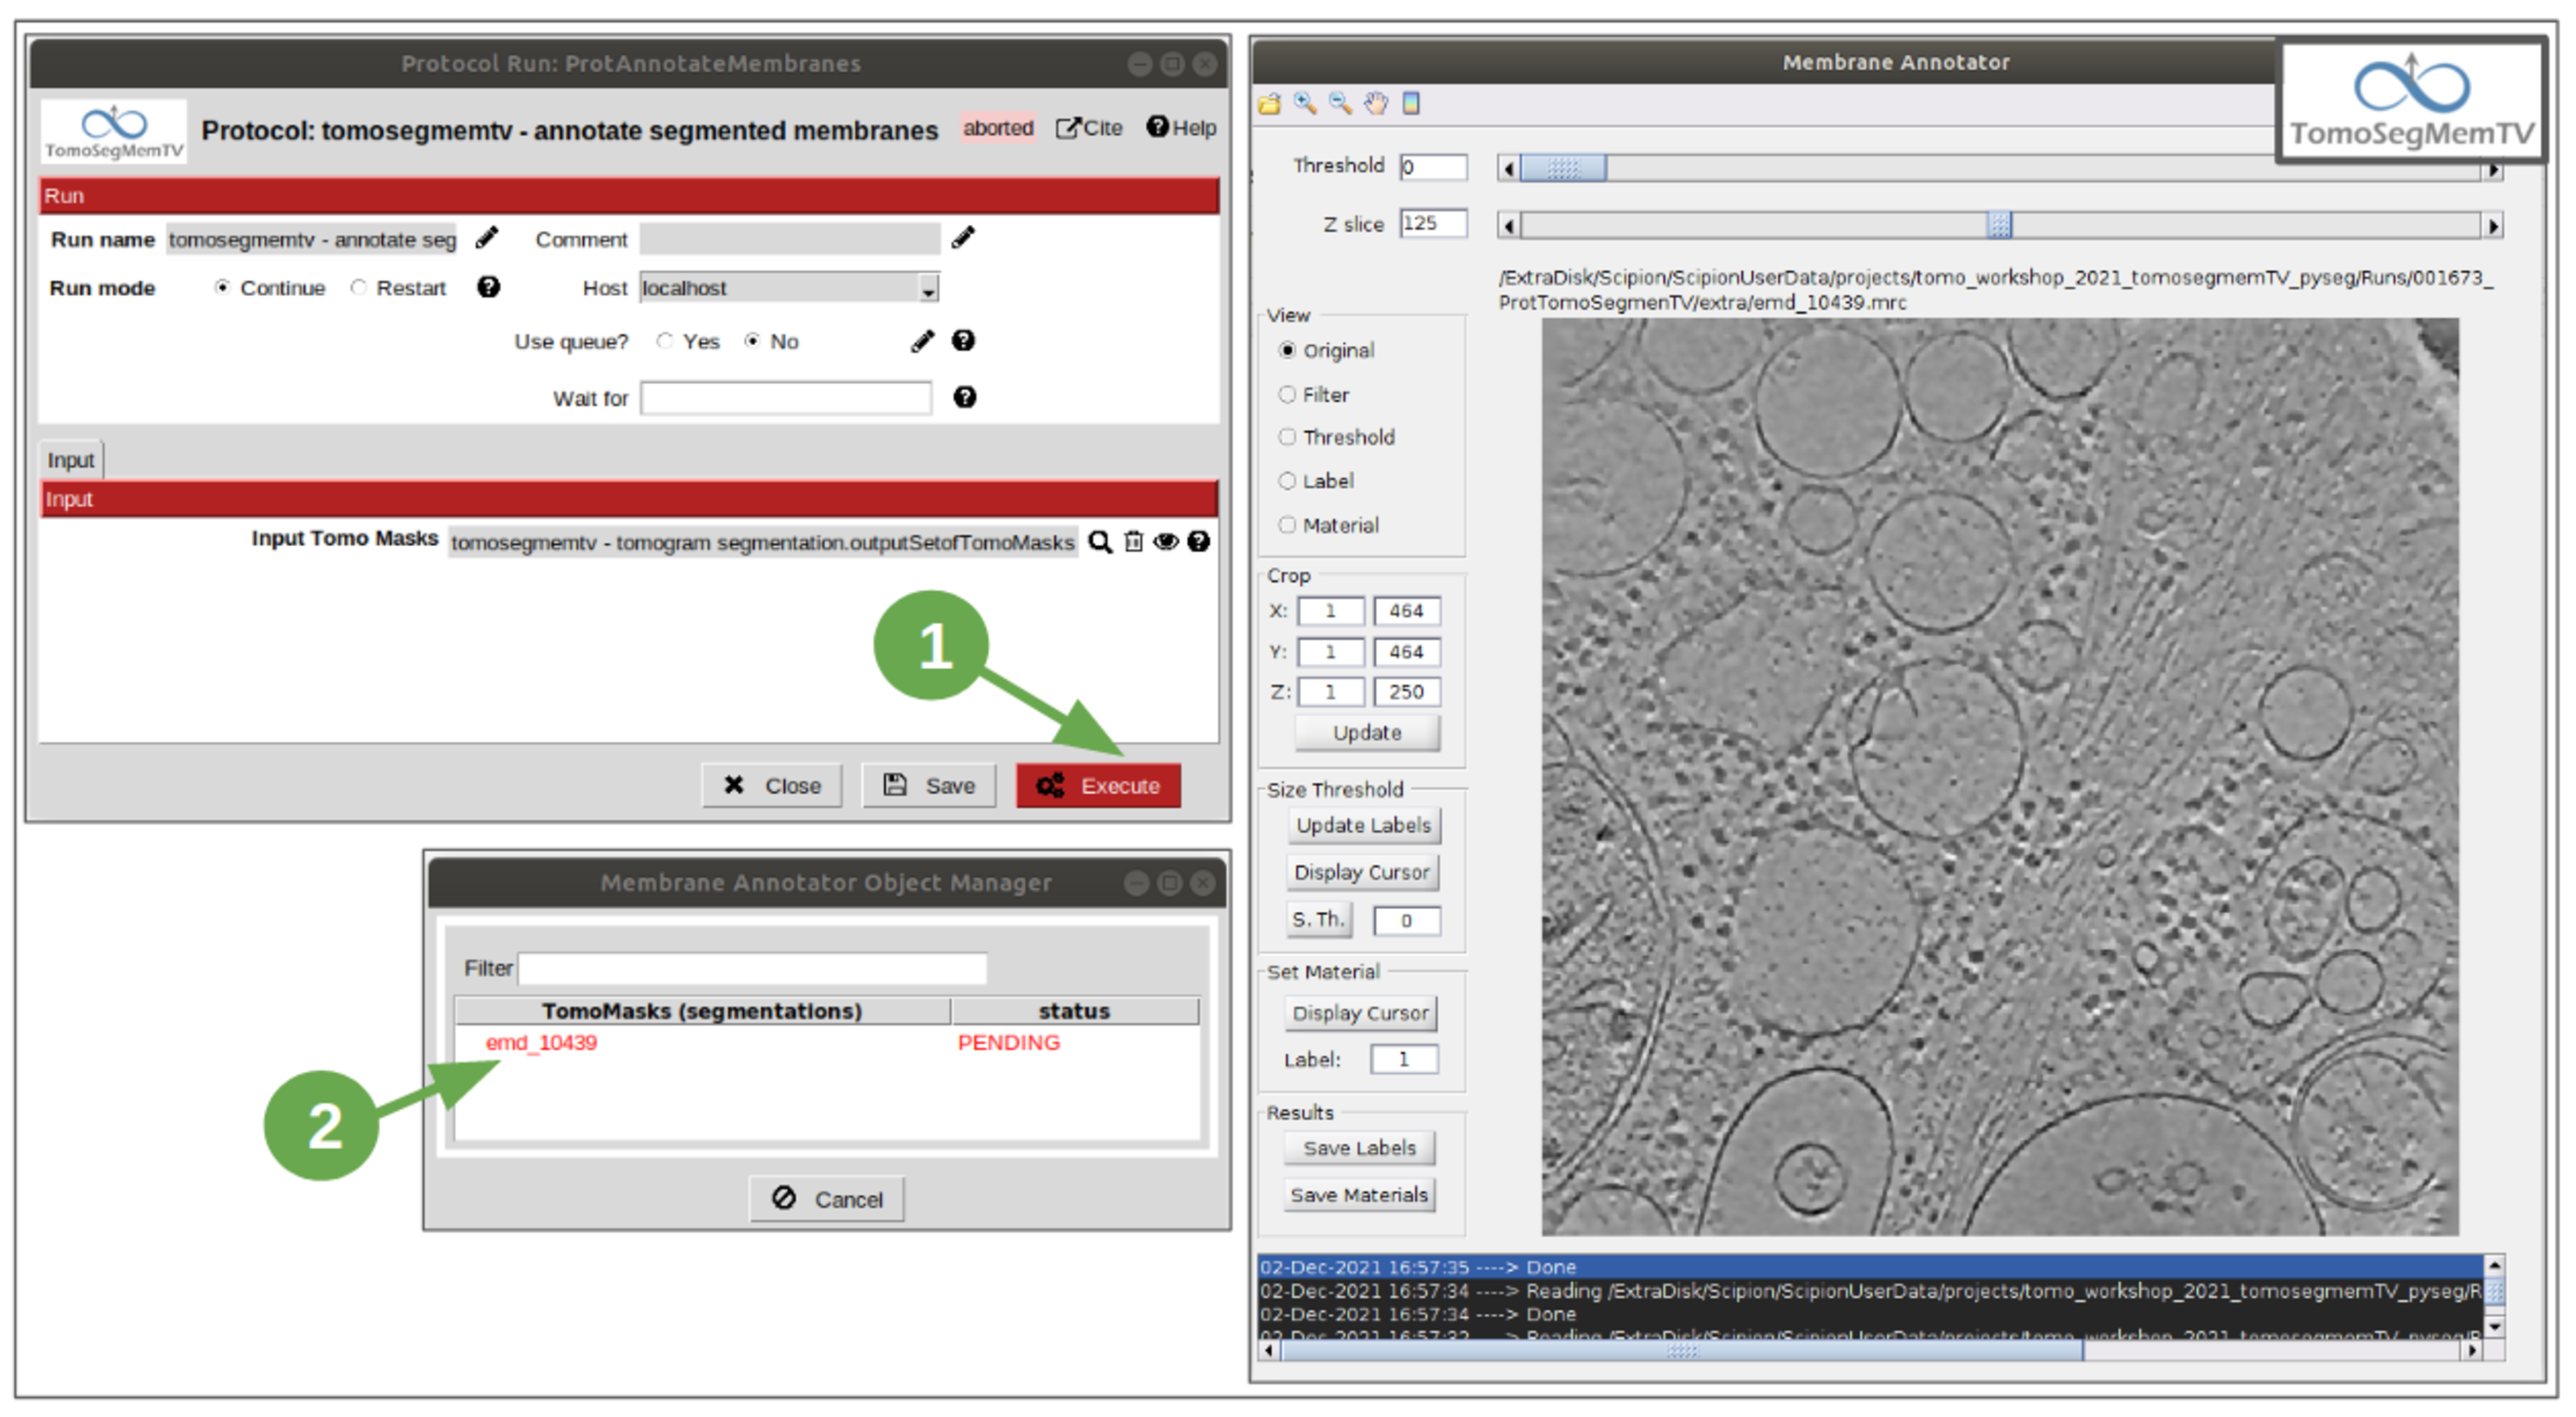 Protocol Run: ProtAnnotateMembranes
TomoSegMemTV
Protocol: tomosegmemtv - annotate segmented membranes
aborted
Cite
Help
Run
Run name tomosegmemtv - annotate seg
Comment
Run mode Continue Restart
Host localhost
Use queue? Yes No
Wait for
Input
Input
Input Tomo Masks tomosegmemtv - tomogram segmentation.outputSetofTomoMasks
1
Close Save Execute
Membrane Annotator Object Manager
Filter
TomoMasks (segmentations) status
emd_10439 PENDING
2
Cancel
Membrane Annotator
TomoSegMemTV
Threshold 0
Z slice 125
/ExtraDisk/Scipion/ScipionUserData/projects/tomo_workshop_2021_tomosegmemTV_pyseg/Runs/001673_
ProtTomoSegmenTV/extra/emd_10439.mrc
View
Original
Filter
Threshold
Label
Material
Crop
X: 1 464
Y: 1 464
Z: 1 250
Update
Size Threshold
Update Labels
Display Cursor
S. Th. 0
Set Material
Display Cursor
Label: 1
Results
Save Labels
Save Materials
02-Dec-2021 16:57:35 ----> Done
02-Dec-2021 16:57:34 ----> Reading /ExtraDisk/Scipion/ScipionUserData/projects/tomo_workshop_2021_tomosegmemTV_pyseg/R
02-Dec-2021 16:57:34 ----> Done